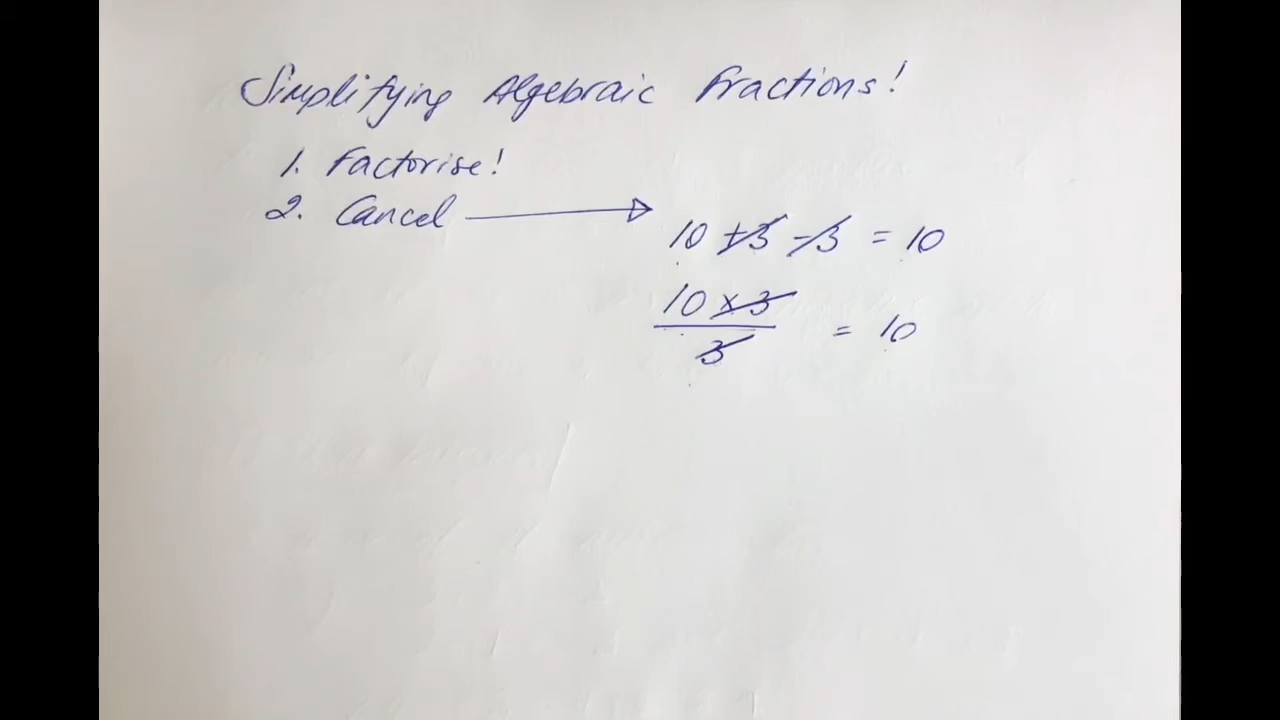 Simplifying Algebraic Fractions!
1. Factorise!
2. Cancel →
10 + 3 - 3 = 10
10 × 3
3
= 10